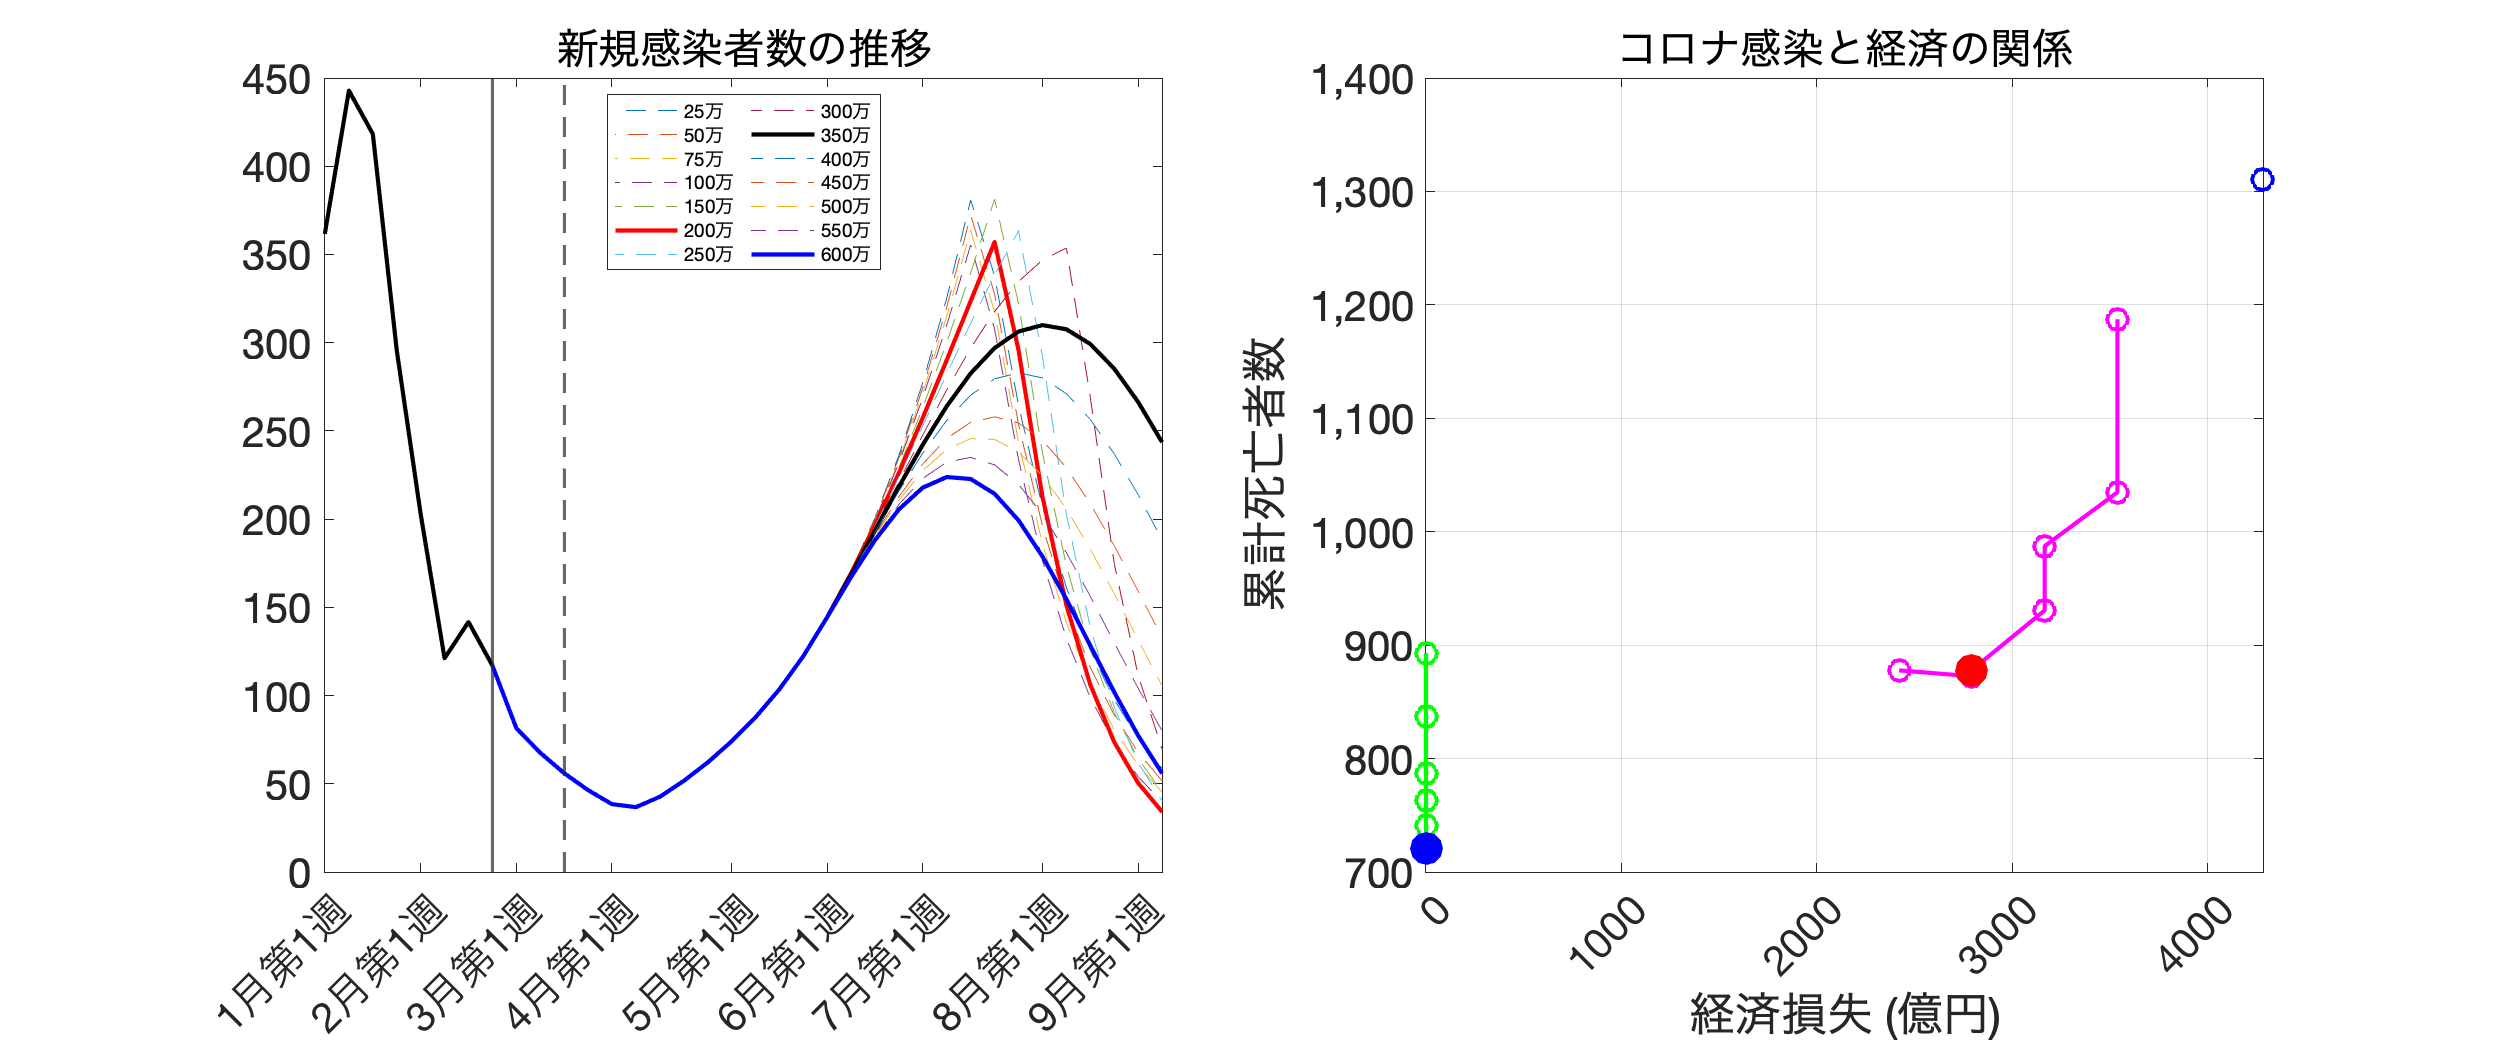 新規感染者数の推移
450
400
350
300
250
200
150
100
50
0
25万
50万
75万
100万
150万
200万
250万
300万
350万
400万
450万
500万
550万
600万
1月第1週
2月第1週
3月第1週
4月第1週
5月第1週
6月第1週
7月第1週
8月第1週
9月第1週
コロナ感染と経済の関係
累計死亡者数
1,400
1,300
1,200
1,100
1,000
900
800
700
0
1000
2000
3000
4000
経済損失 (億円)